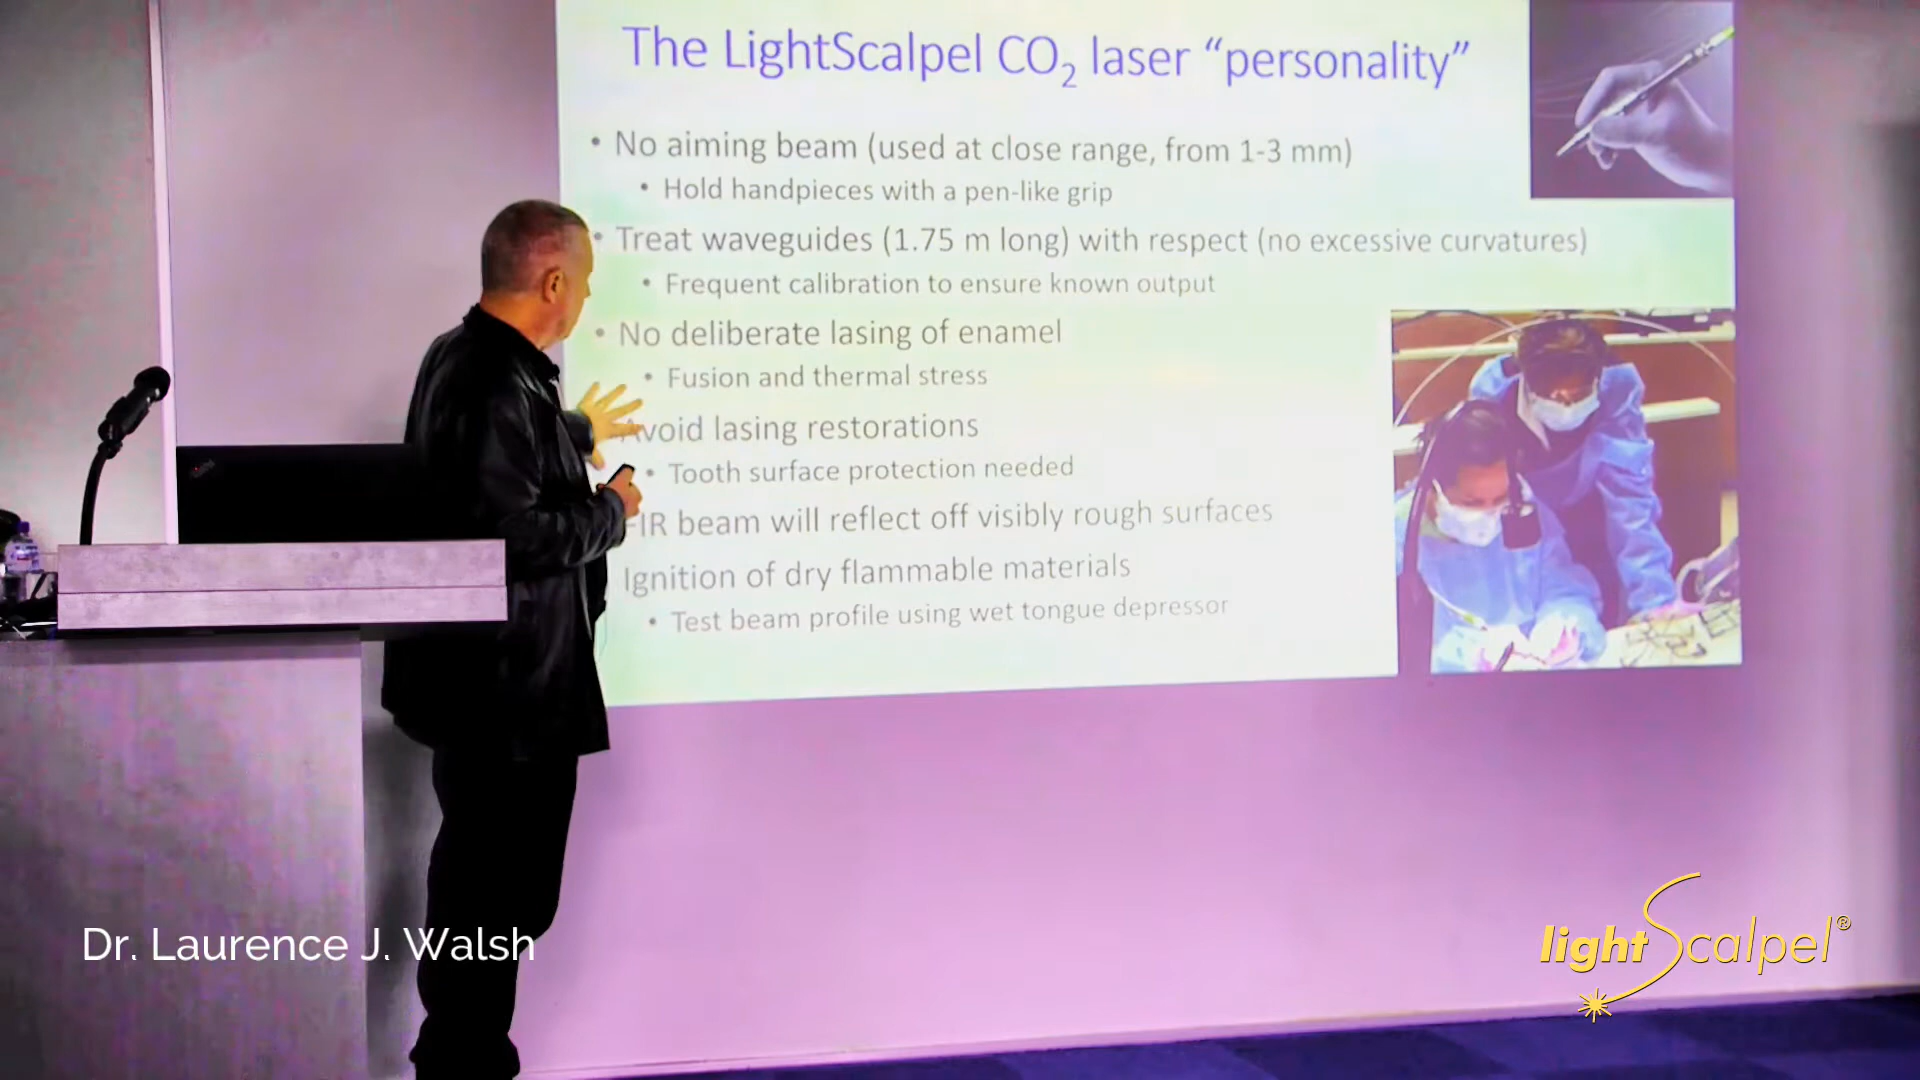 The LightScalpel CO2 laser “personality”
• No aiming beam (used at close range, from 1-3 mm)
• Hold handpieces with a pen-like grip
• Treat waveguides (1.75 m long) with respect (no excessive curvatures)
• Frequent calibration to ensure known output
• No deliberate lasing of enamel
• Fusion and thermal stress
Avoid lasing restorations
• Tooth surface protection needed
FIR beam will reflect off visibly rough surfaces
Ignition of dry flammable materials
• Test beam profile using wet tongue depressor
Dr. Laurence J. Walsh
lightScalpel®